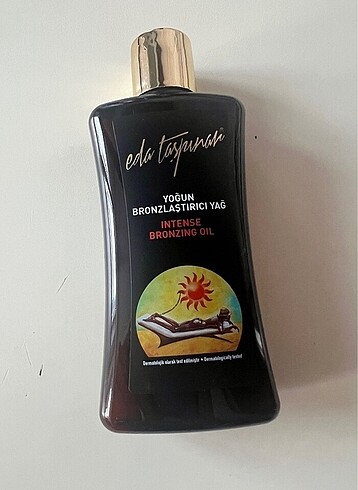 eda taşpınar
YOĞUN
BRONZLAŞTIRICI YAĞ
INTENSE
BRONZING OIL
Dermatolojik olarak test edilmiştir • Dermatologically tested